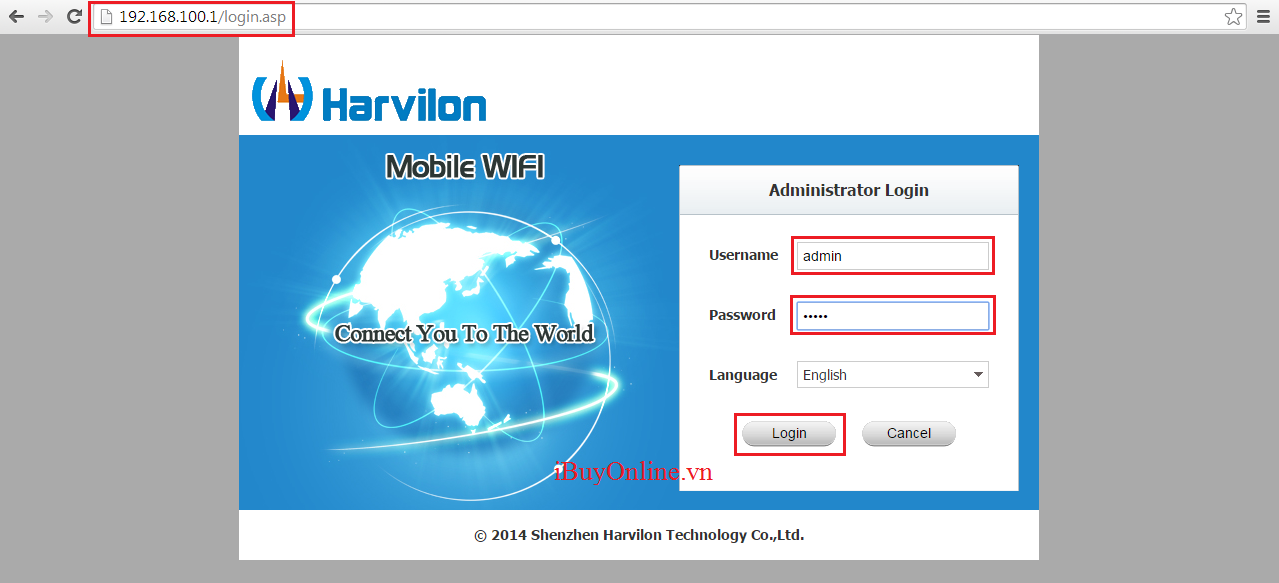 192.168.100.1/login.asp
Harvilon
Mobile WIFI
Connect You To The World
Administrator Login
Username admin
Password •••••
Language English
Login Cancel
iBuyOnline.vn
© 2014 Shenzhen Harvilon Technology Co.,Ltd.